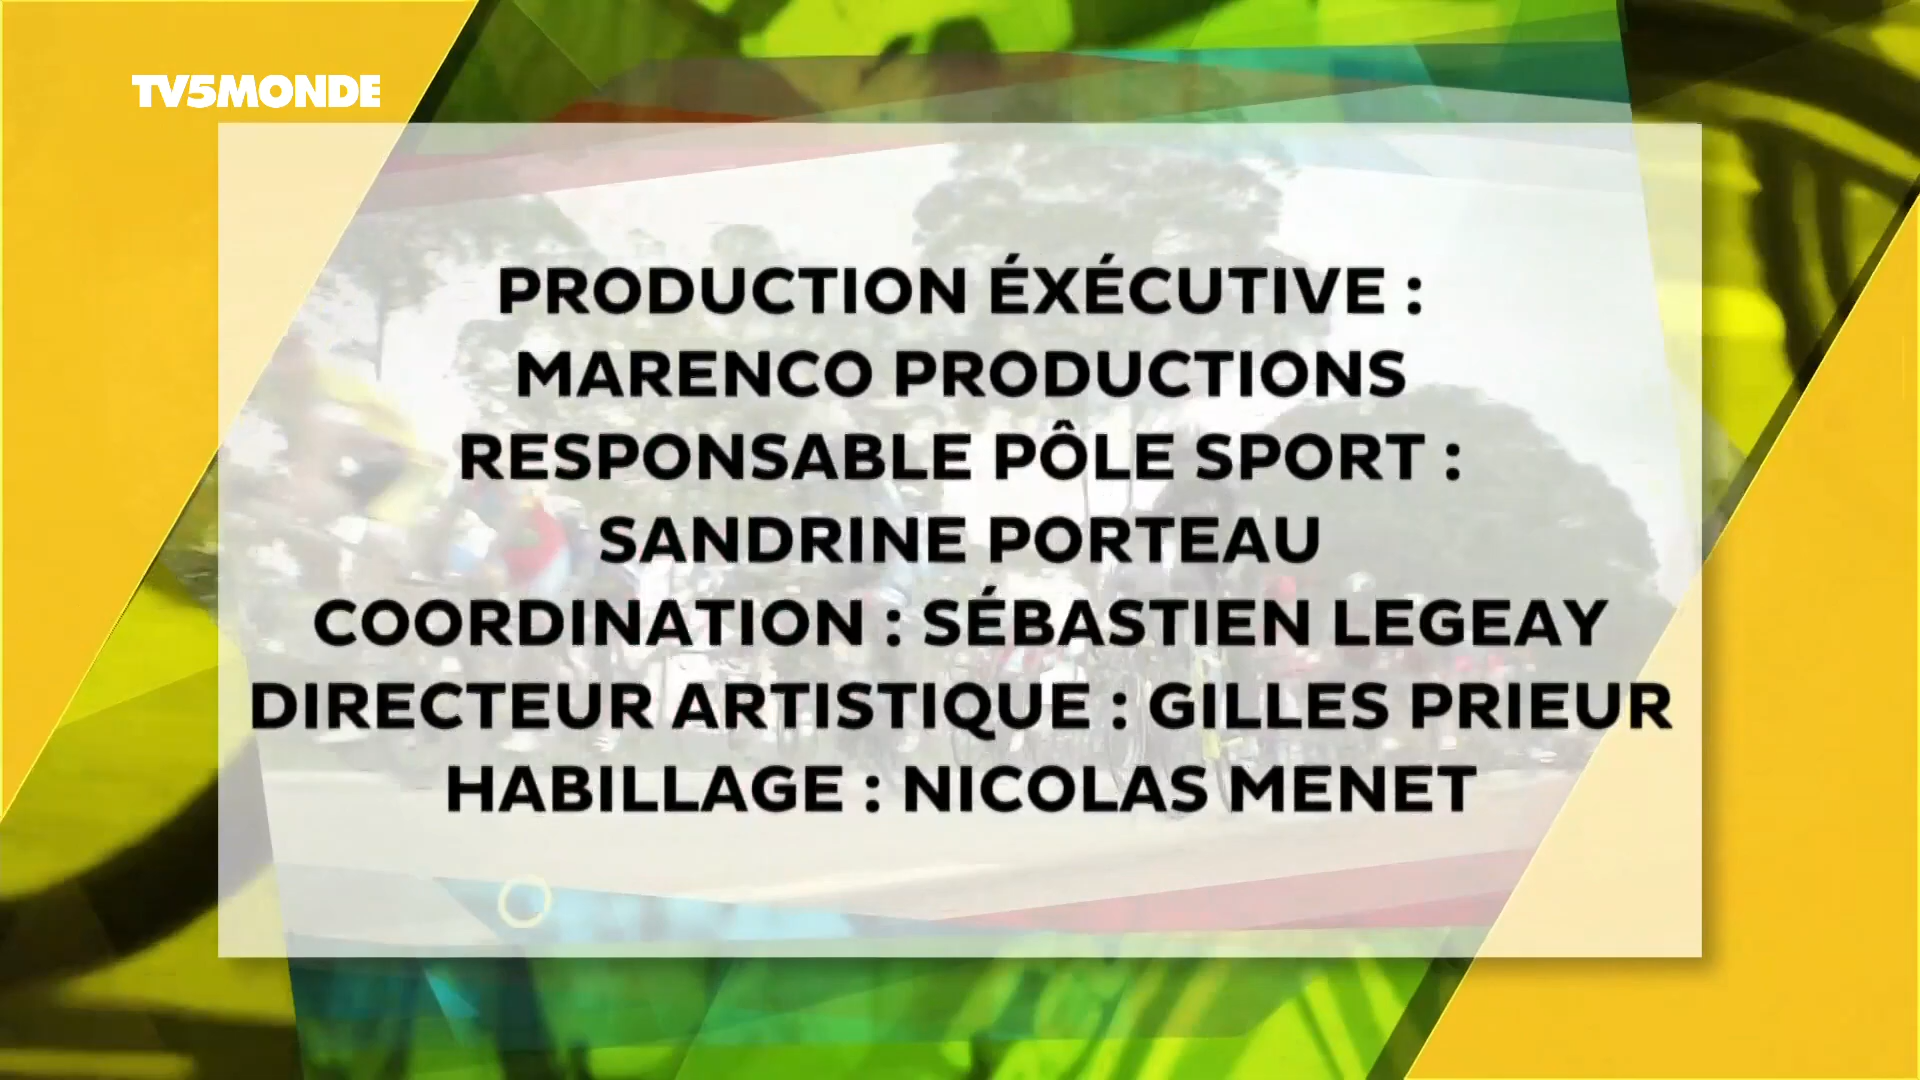 TV5MONDE
PRODUCTION ÉXÉCUTIVE :
MARENCO PRODUCTIONS
RESPONSABLE PÔLE SPORT :
SANDRINE PORTEAU
COORDINATION : SÉBASTIEN LEGEAY
DIRECTEUR ARTISTIQUE : GILLES PRIEUR
HABILLAGE : NICOLAS MENET